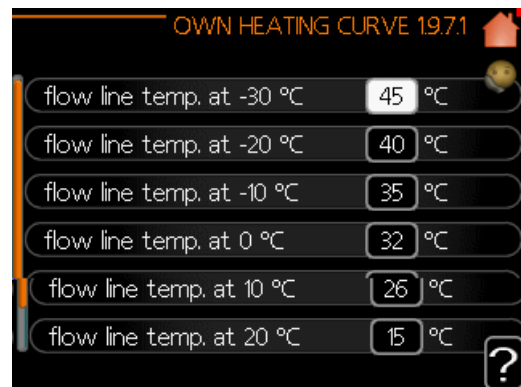 OWN HEATING CURVE 1.9.7.1
flow line temp. at -30 °C 45 °C
flow line temp. at -20 °C 40 °C
flow line temp. at -10 °C 35 °C
flow line temp. at 0 °C 32 °C
flow line temp. at 10 °C 26 °C
flow line temp. at 20 °C 15 °C
?